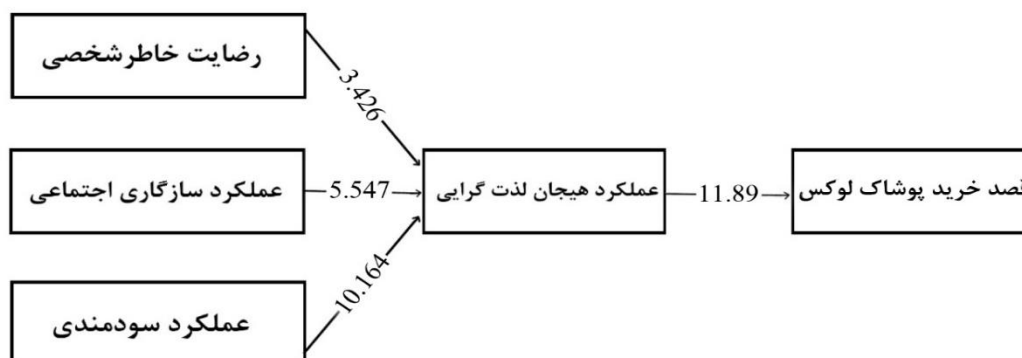 رضایت خاطرشخصی
3.426
عملکرد سازگاری اجتماعی
5.547
عملکرد هیجان لذت گرایی
11.89
قصد خرید پوشاک لوکس
10.164
عملکرد سودمندی